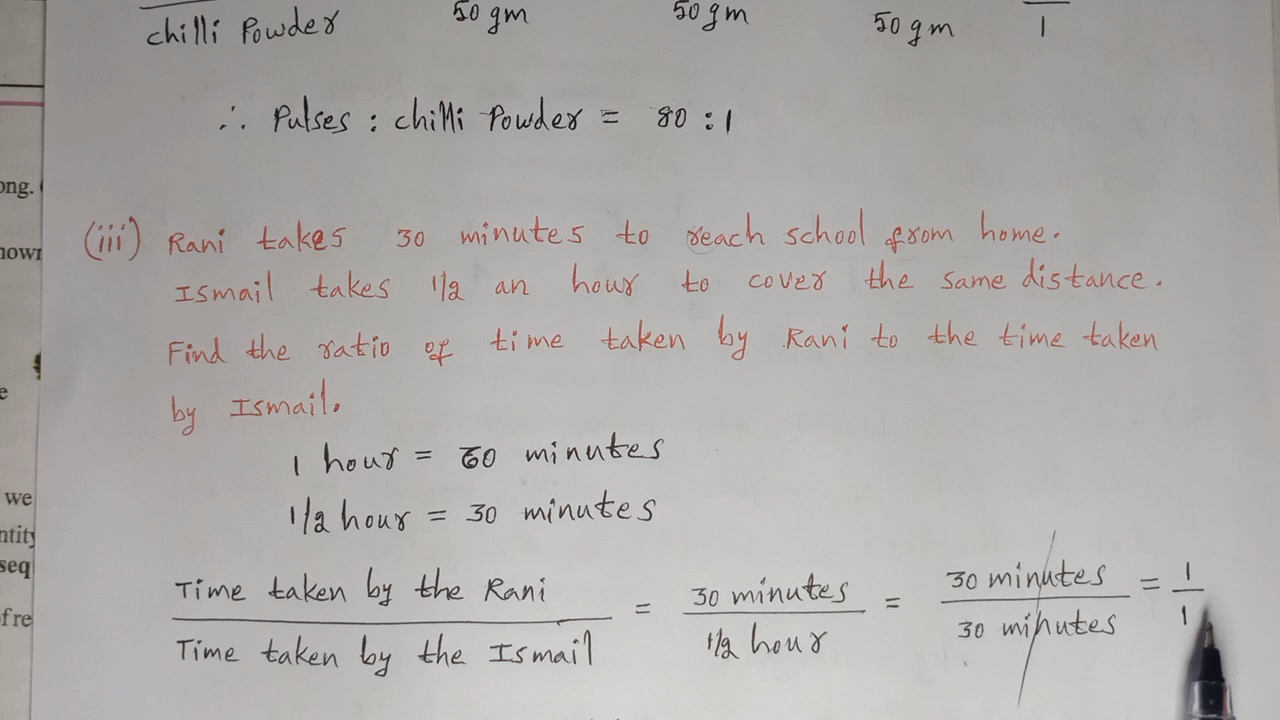 chilli Powder 50 gm 50 gm 50 gm 1
∴ Pulses : chilli Powder = 80 : 1
(iii) Rani takes 30 minutes to reach school from home.
Ismail takes 1/2 an hour to cover the same distance.
Find the ratio of time taken by Rani to the time taken
by Ismail.
1 hour = 60 minutes
1/2 hour = 30 minutes
Time taken by the Rani / Time taken by the Ismail = 30 minutes / 1/2 hour = 30 minutes / 30 minutes = 1 / 1
ong.
we
seq